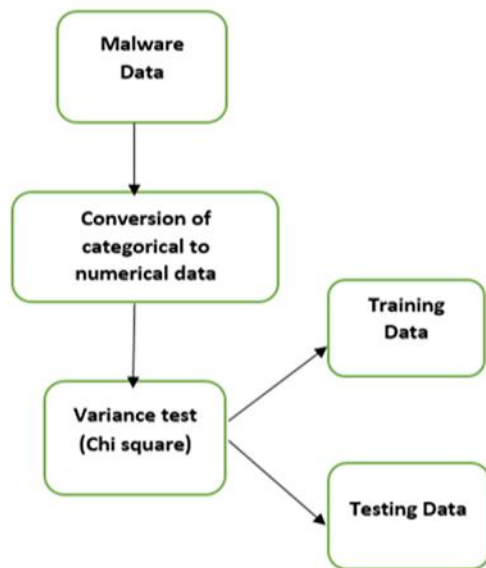 Malware
Data
Conversion of
categorical to
numerical data
Training
Data
Variance test
(Chi square)
Testing Data